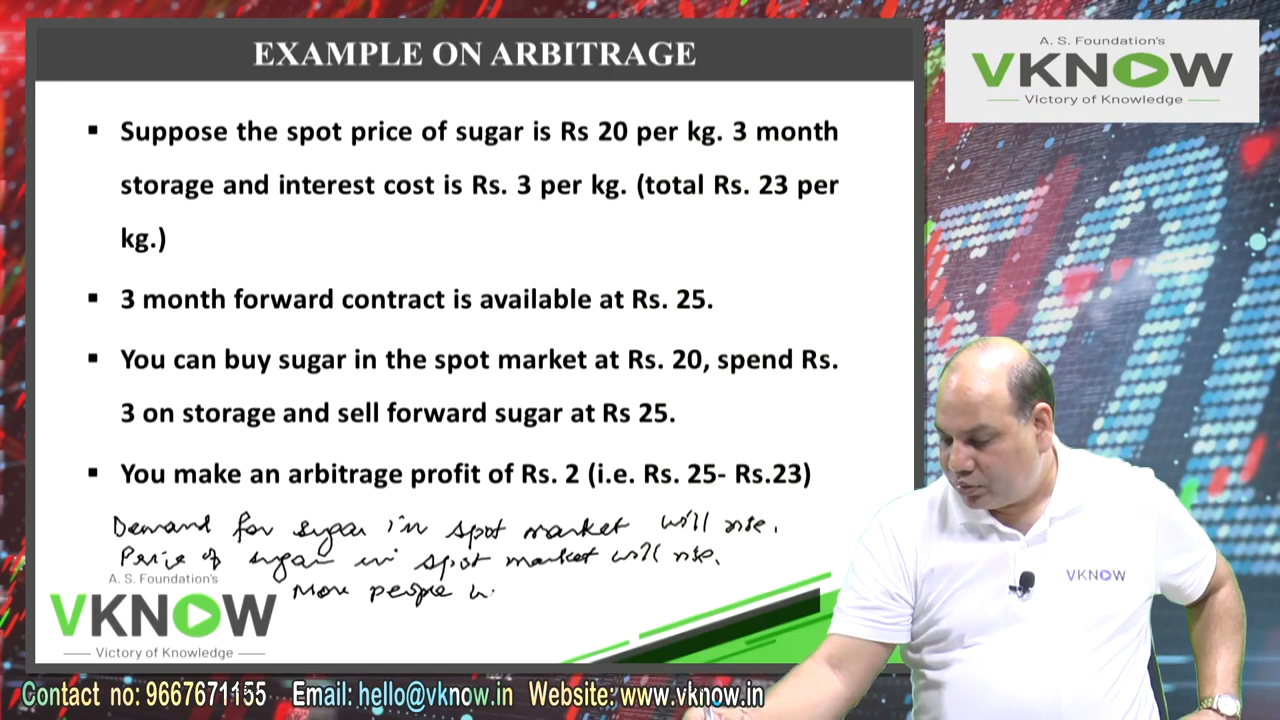 EXAMPLE ON ARBITRAGE
A. S. Foundation's
VKNOW
Victory of Knowledge
▪ Suppose the spot price of sugar is Rs 20 per kg. 3 month
storage and interest cost is Rs. 3 per kg. (total Rs. 23 per
kg.)
▪ 3 month forward contract is available at Rs. 25.
▪ You can buy sugar in the spot market at Rs. 20, spend Rs.
3 on storage and sell forward sugar at Rs 25.
▪ You make an arbitrage profit of Rs. 2 (i.e. Rs. 25- Rs.23)
Demand for sugar in spot market will rise.
Price of sugar in spot market will rise.
More people
A. S. Foundation's
VKNOW
Victory of Knowledge
VKNOW
Contact no: 9667671155 Email: hello@vknow.in Website: www.vknow.in